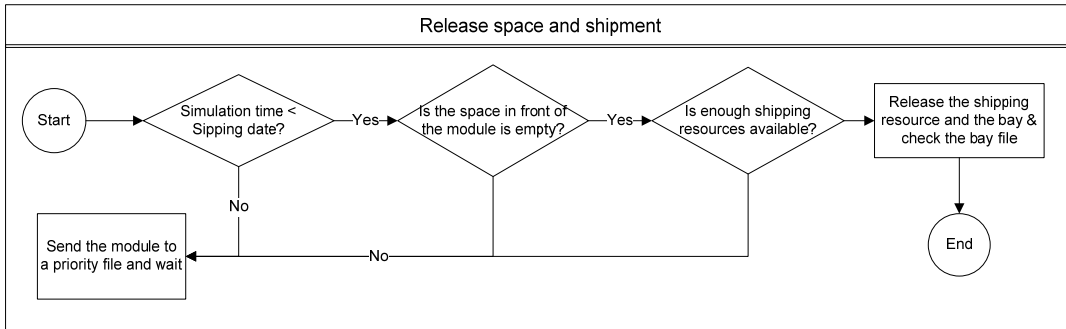 Release space and shipment
Start
Simulation time <
Sipping date?
Yes
Is the space in front of
the module is empty?
Yes
Is enough shipping
resources available?
Release the shipping
resource and the bay &
check the bay file
No
Send the module to
a priority file and wait
No
End